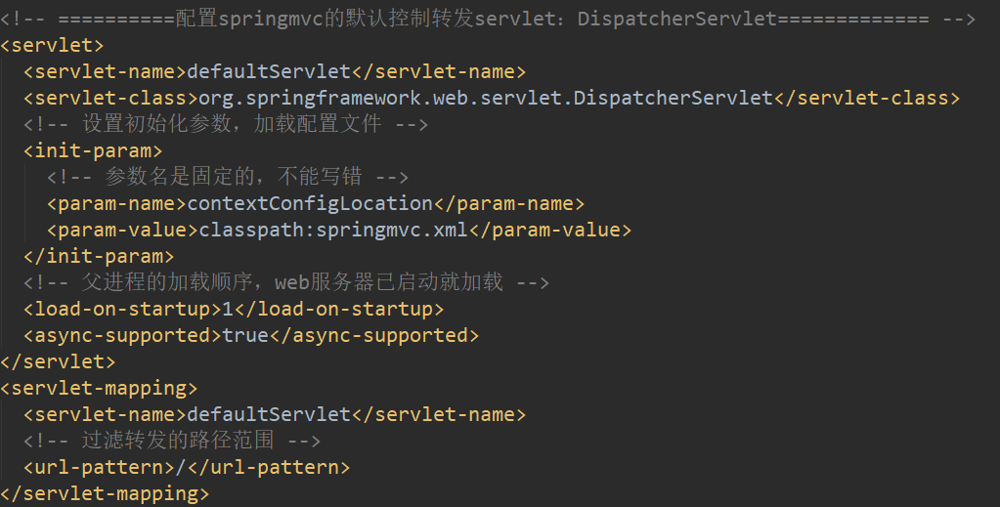 <!-- ==========配置springmvc的默认控制转发servlet：DispatcherServlet============= -->
<servlet>
  <servlet-name>defaultServlet</servlet-name>
  <servlet-class>org.springframework.web.servlet.DispatcherServlet</servlet-class>
  <!-- 设置初始化参数，加载配置文件 -->
  <init-param>
    <!-- 参数名是固定的，不能写错 -->
    <param-name>contextConfigLocation</param-name>
    <param-value>classpath:springmvc.xml</param-value>
  </init-param>
  <!-- 父进程的加载顺序，web服务器已启动就加载 -->
  <load-on-startup>1</load-on-startup>
  <async-supported>true</async-supported>
</servlet>
<servlet-mapping>
  <servlet-name>defaultServlet</servlet-name>
  <!-- 过滤转发的路径范围 -->
  <url-pattern>/</url-pattern>
</servlet-mapping>